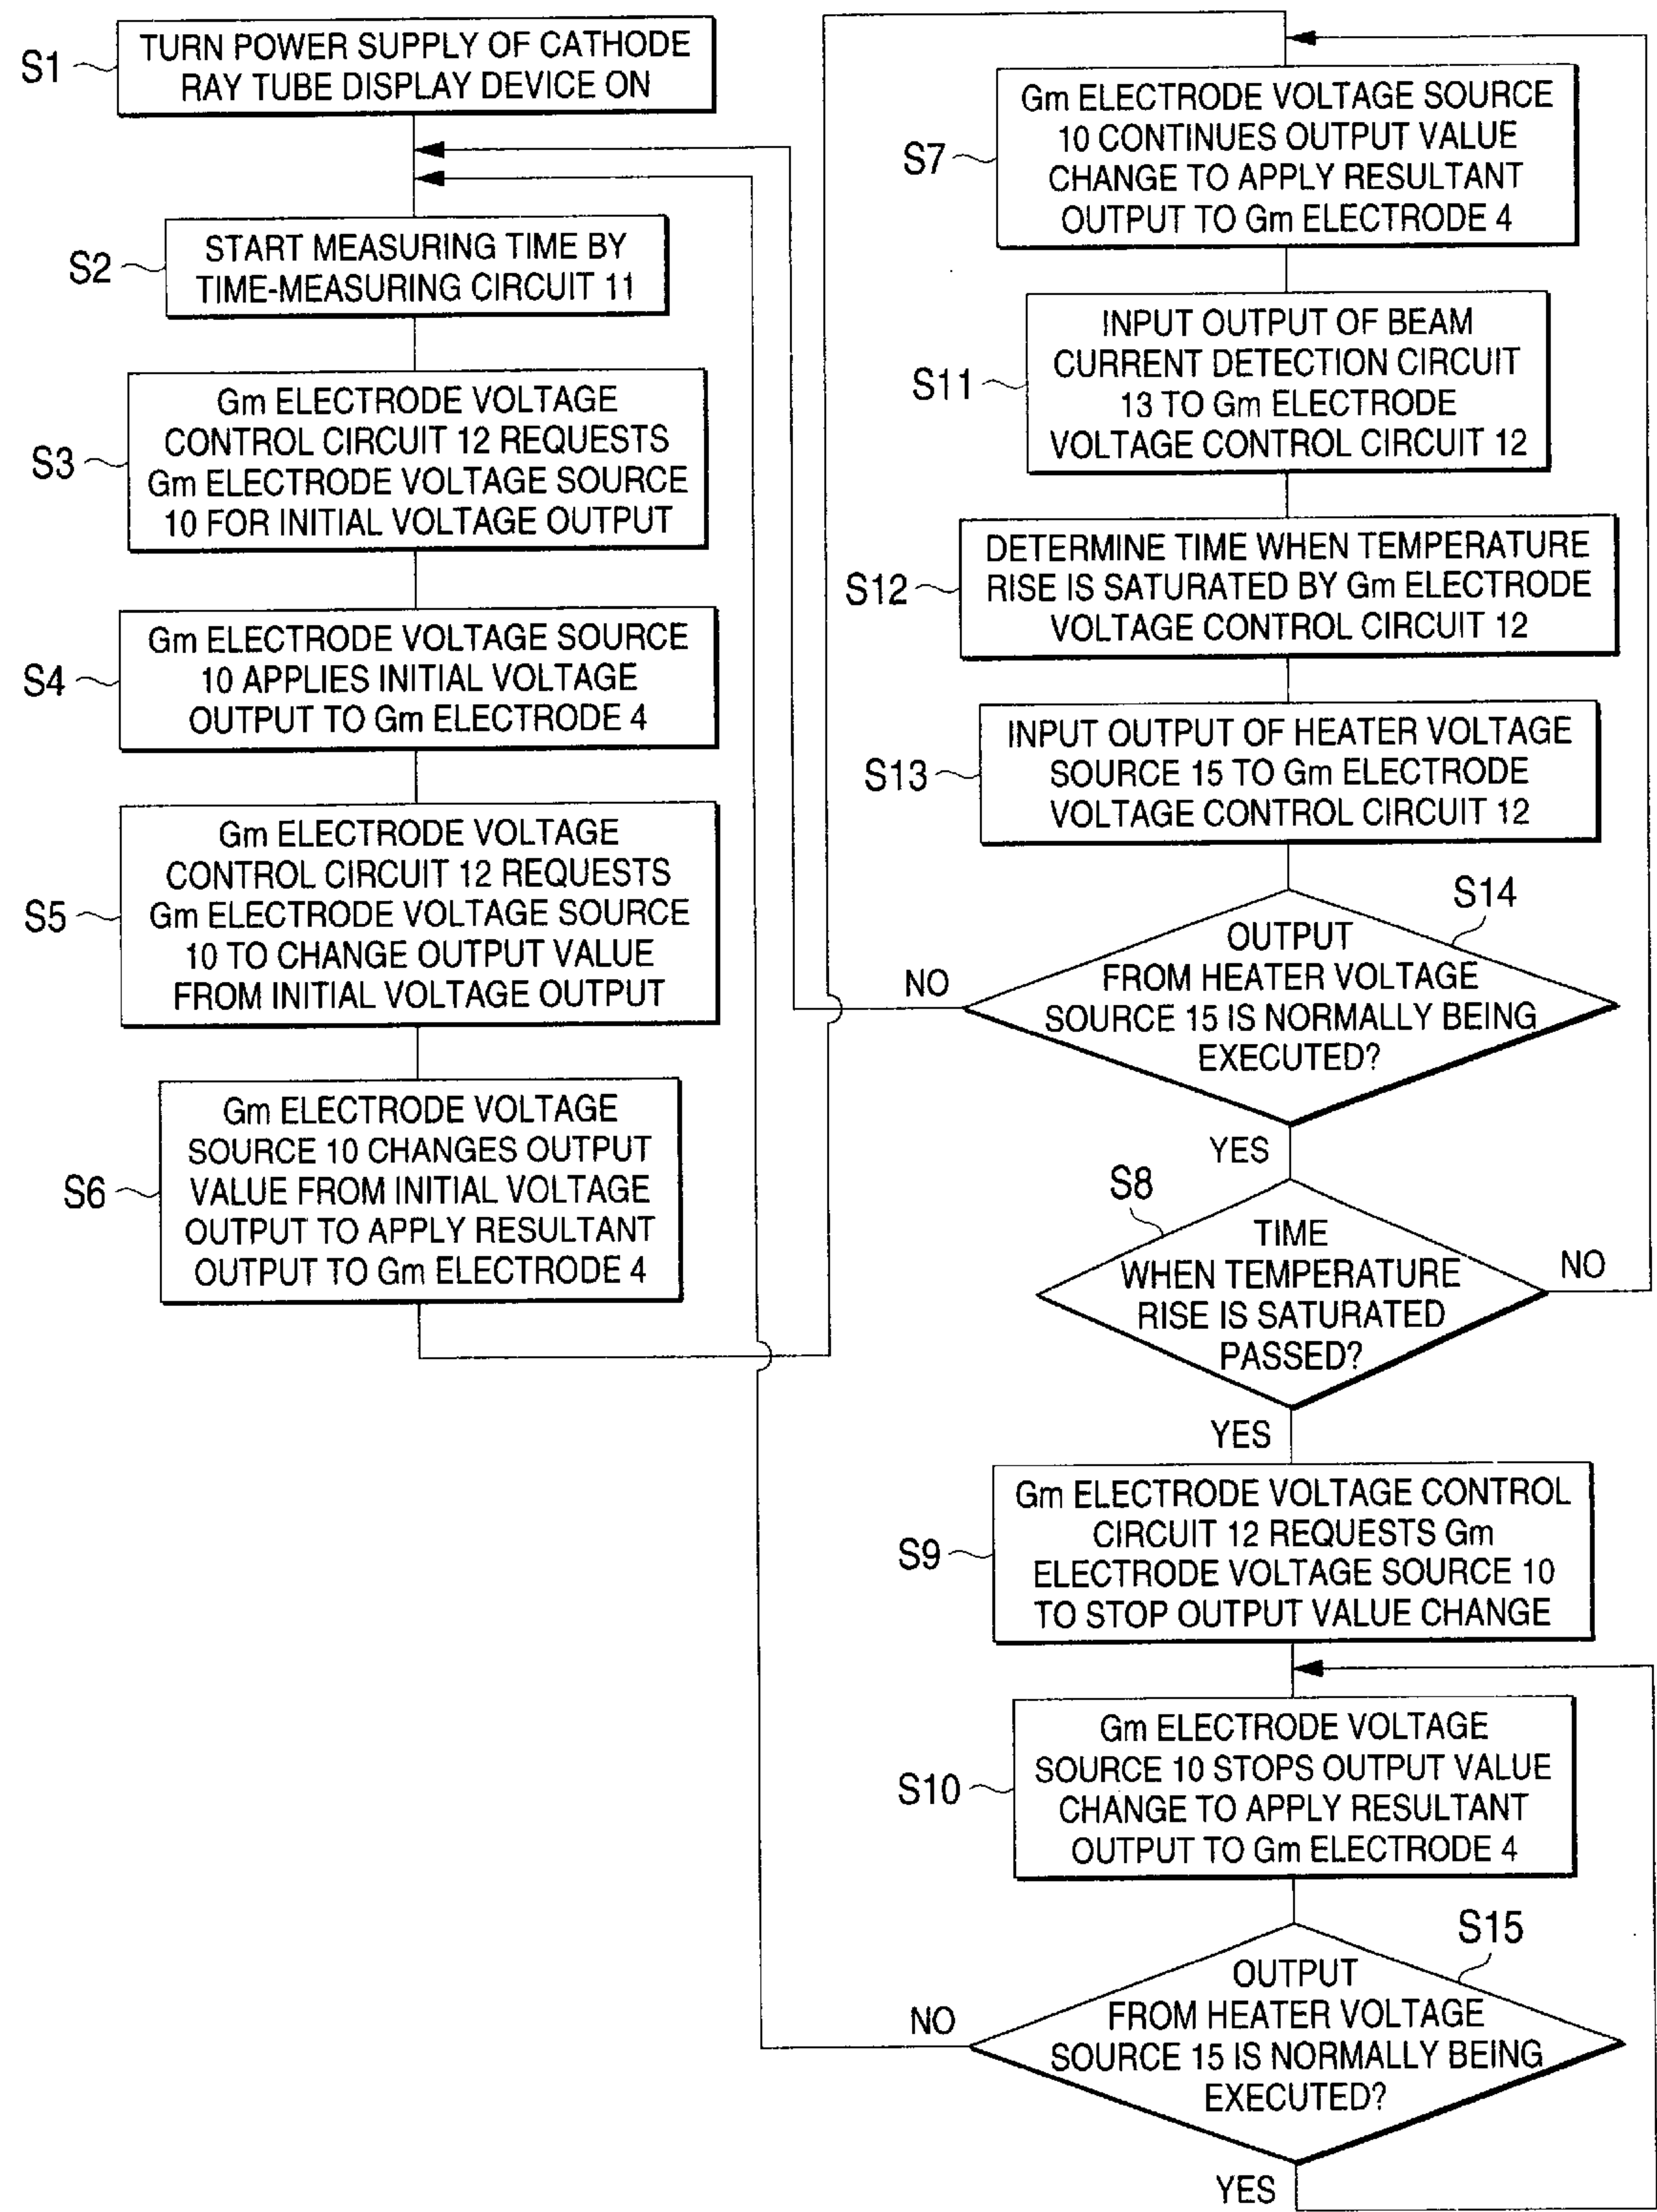 S1
TURN POWER SUPPLY OF CATHODE
RAY TUBE DISPLAY DEVICE ON
S2
START MEASURING TIME BY
TIME-MEASURING CIRCUIT 11
S3
Gm ELECTRODE VOLTAGE
CONTROL CIRCUIT 12 REQUESTS
Gm ELECTRODE VOLTAGE SOURCE
10 FOR INITIAL VOLTAGE OUTPUT
S4
Gm ELECTRODE VOLTAGE SOURCE
10 APPLIES INITIAL VOLTAGE
OUTPUT TO Gm ELECTRODE 4
S5
Gm ELECTRODE VOLTAGE
CONTROL CIRCUIT 12 REQUESTS
Gm ELECTRODE VOLTAGE SOURCE
10 TO CHANGE OUTPUT VALUE
FROM INITIAL VOLTAGE OUTPUT
S6
Gm ELECTRODE VOLTAGE
SOURCE 10 CHANGES OUTPUT
VALUE FROM INITIAL VOLTAGE
OUTPUT TO APPLY RESULTANT
OUTPUT TO Gm ELECTRODE 4
S7
Gm ELECTRODE VOLTAGE SOURCE
10 CONTINUES OUTPUT VALUE
CHANGE TO APPLY RESULTANT
OUTPUT TO Gm ELECTRODE 4
S11
INPUT OUTPUT OF BEAM
CURRENT DETECTION CIRCUIT
13 TO Gm ELECTRODE
VOLTAGE CONTROL CIRCUIT 12
S12
DETERMINE TIME WHEN TEMPERATURE
RISE IS SATURATED BY Gm ELECTRODE
VOLTAGE CONTROL CIRCUIT 12
S13
INPUT OUTPUT OF HEATER VOLTAGE
SOURCE 15 TO Gm ELECTRODE
VOLTAGE CONTROL CIRCUIT 12
S14
OUTPUT
FROM HEATER VOLTAGE
SOURCE 15 IS NORMALLY BEING
EXECUTED?
NO
YES
S8
TIME
WHEN TEMPERATURE
RISE IS SATURATED
PASSED?
NO
YES
S9
Gm ELECTRODE VOLTAGE CONTROL
CIRCUIT 12 REQUESTS Gm
ELECTRODE VOLTAGE SOURCE 10
TO STOP OUTPUT VALUE CHANGE
S10
Gm ELECTRODE VOLTAGE
SOURCE 10 STOPS OUTPUT VALUE
CHANGE TO APPLY RESULTANT
OUTPUT TO Gm ELECTRODE 4
S15
OUTPUT
FROM HEATER VOLTAGE
SOURCE 15 IS NORMALLY BEING
EXECUTED?
NO
YES